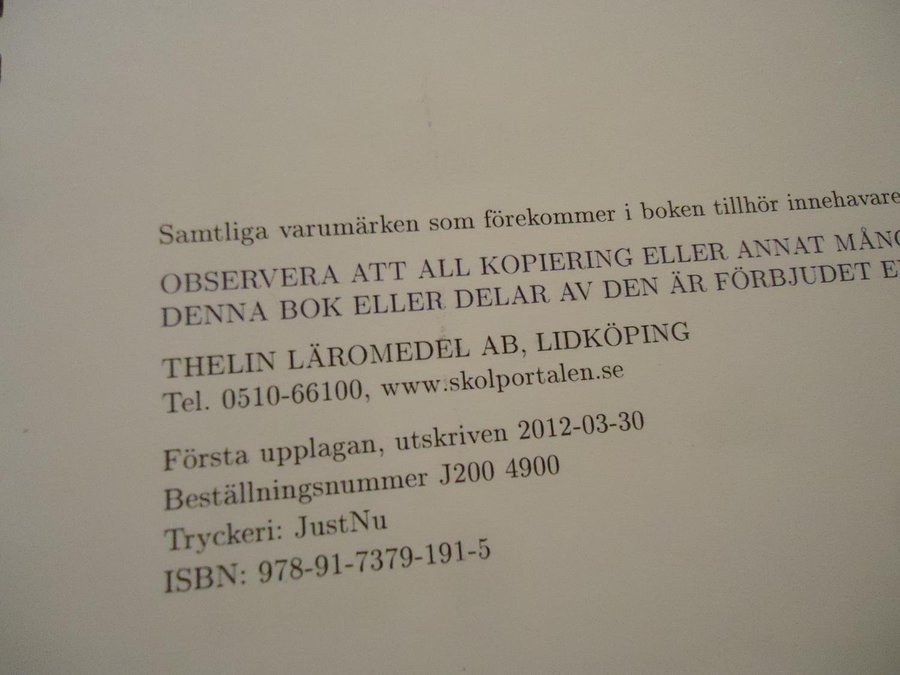 Samtliga varumärken som förekommer i boken tillhör innehavare
OBSERVERA ATT ALL KOPIERING ELLER ANNAT MÅNG
DENNA BOK ELLER DELAR AV DEN ÄR FÖRBJUDET
THELIN LÄROMEDEL AB, LIDKÖPING
Tel. 0510-66100, www.skolportalen.se
Första upplagan, utskriven 2012-03-30
Beställningsnummer J200 4900
Tryckeri: JustNu
ISBN: 978-91-7379-191-5